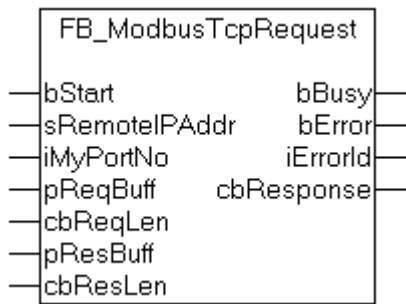 FB_ModbusTcpRequest
bStart bBusy
sRemoteIPAddr bError
iMyPortNo iErrorId
pReqBuff cbResponse
cbReqLen
pResBuff
cbResLen